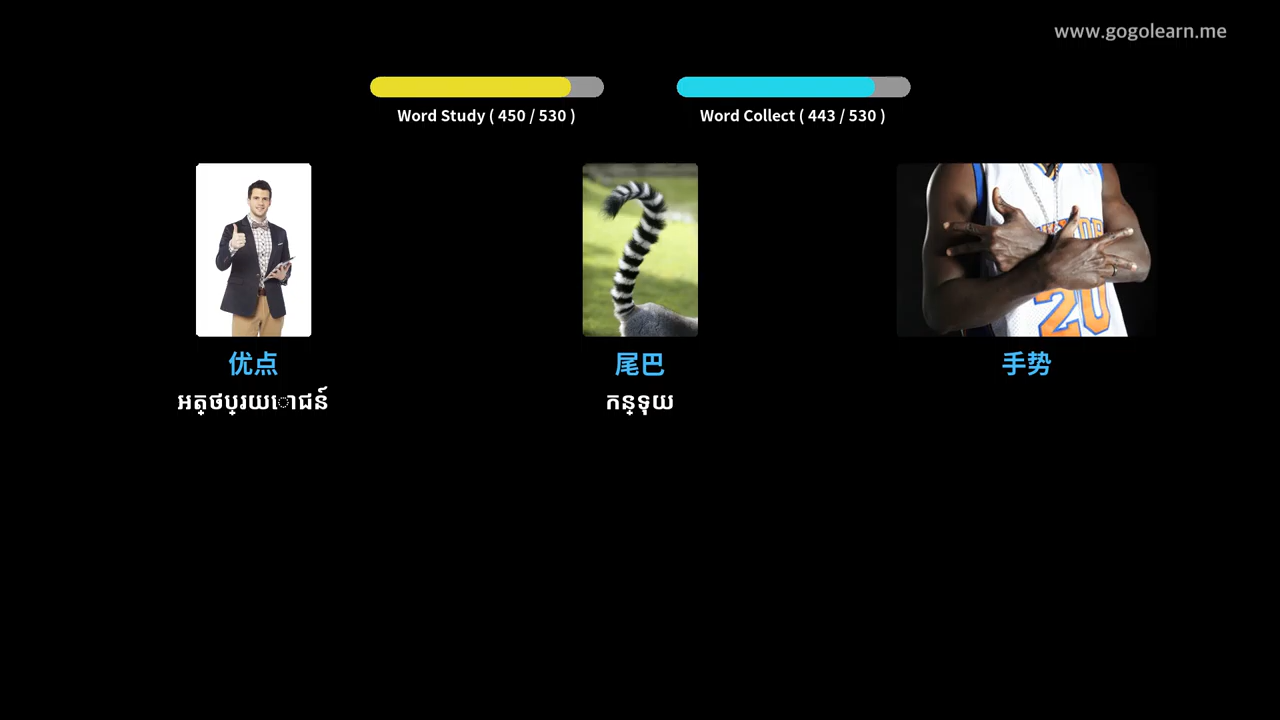 www.gogolearn.me
Word Study ( 450 / 530 )
Word Collect ( 443 / 530 )
20
优点
尾巴
手势
អត្ថប្រយោជន៍
កន្ទុយ